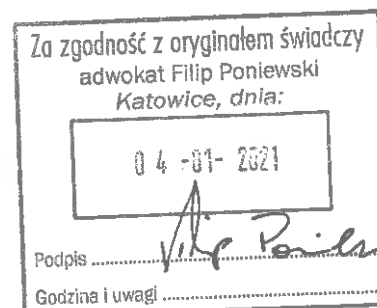 Za zgodność z oryginałem świadczy
adwokat Filip Poniewski
Katowice, dnia:
04 -01- 2021
Podpis ..............................
Godzina i uwagi ..............................